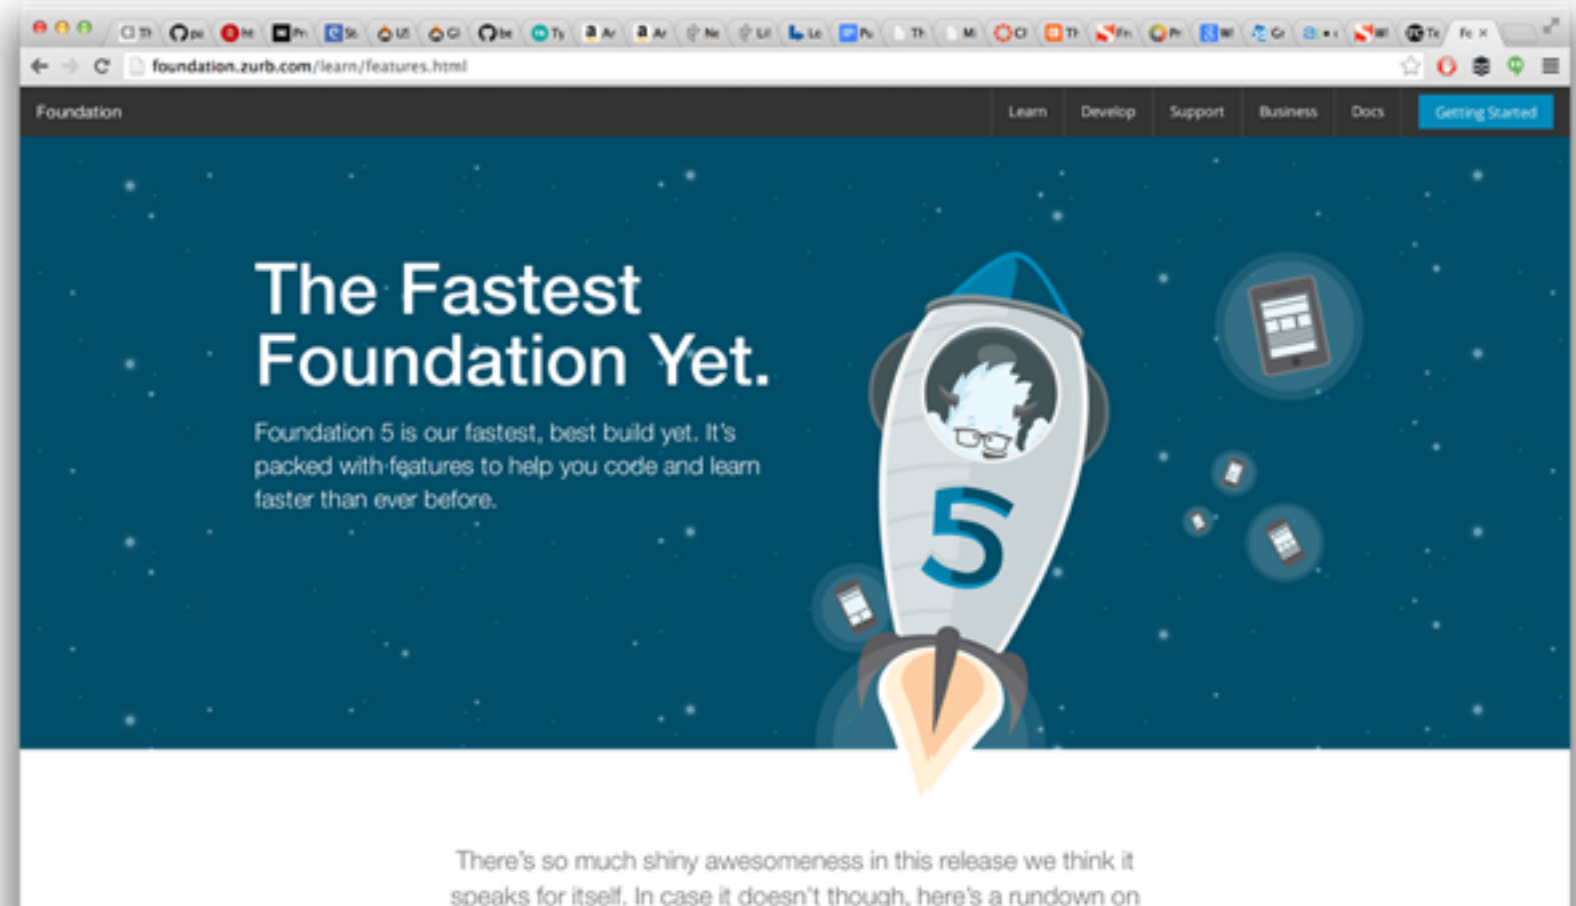 foundation.zurb.com/learn/features.html
Foundation
Learn
Develop
Support
Business
Docs
Getting Started
The Fastest
Foundation Yet.
Foundation 5 is our fastest, best build yet. It's
packed with features to help you code and learn
faster than ever before.
5
There's so much shiny awesomeness in this release we think it
speaks for itself. In case it doesn't though, here's a rundown on